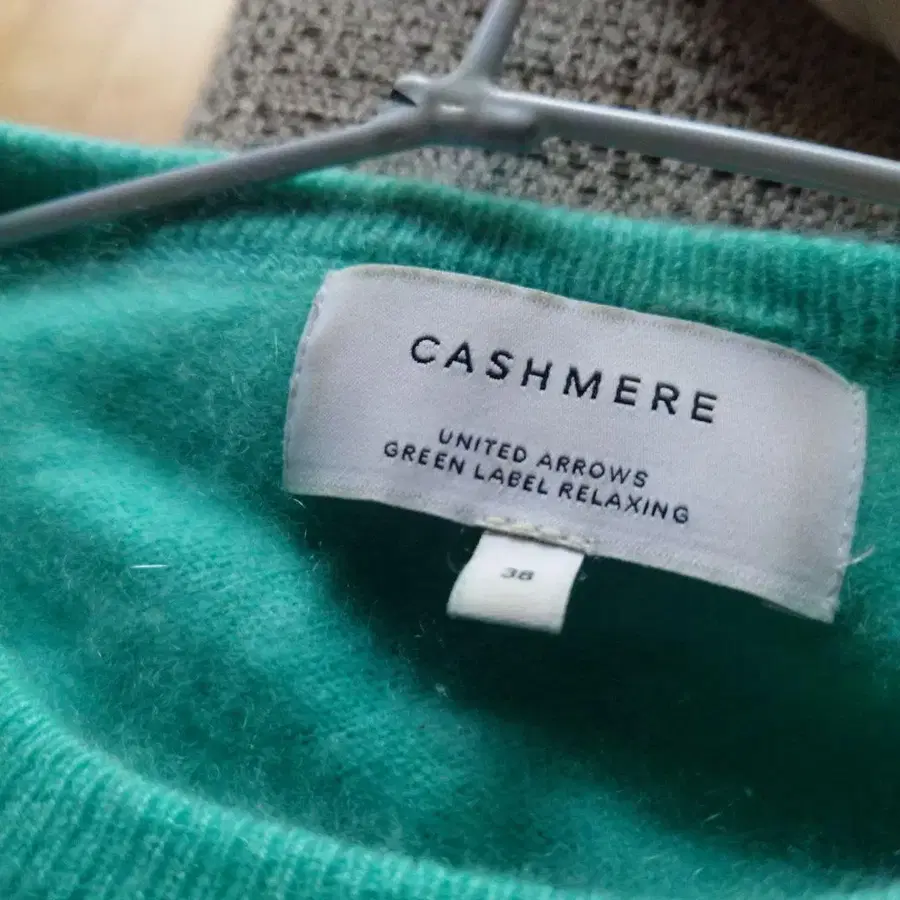 CASHMERE
UNITED ARROWS
GREEN LABEL RELAXING
38